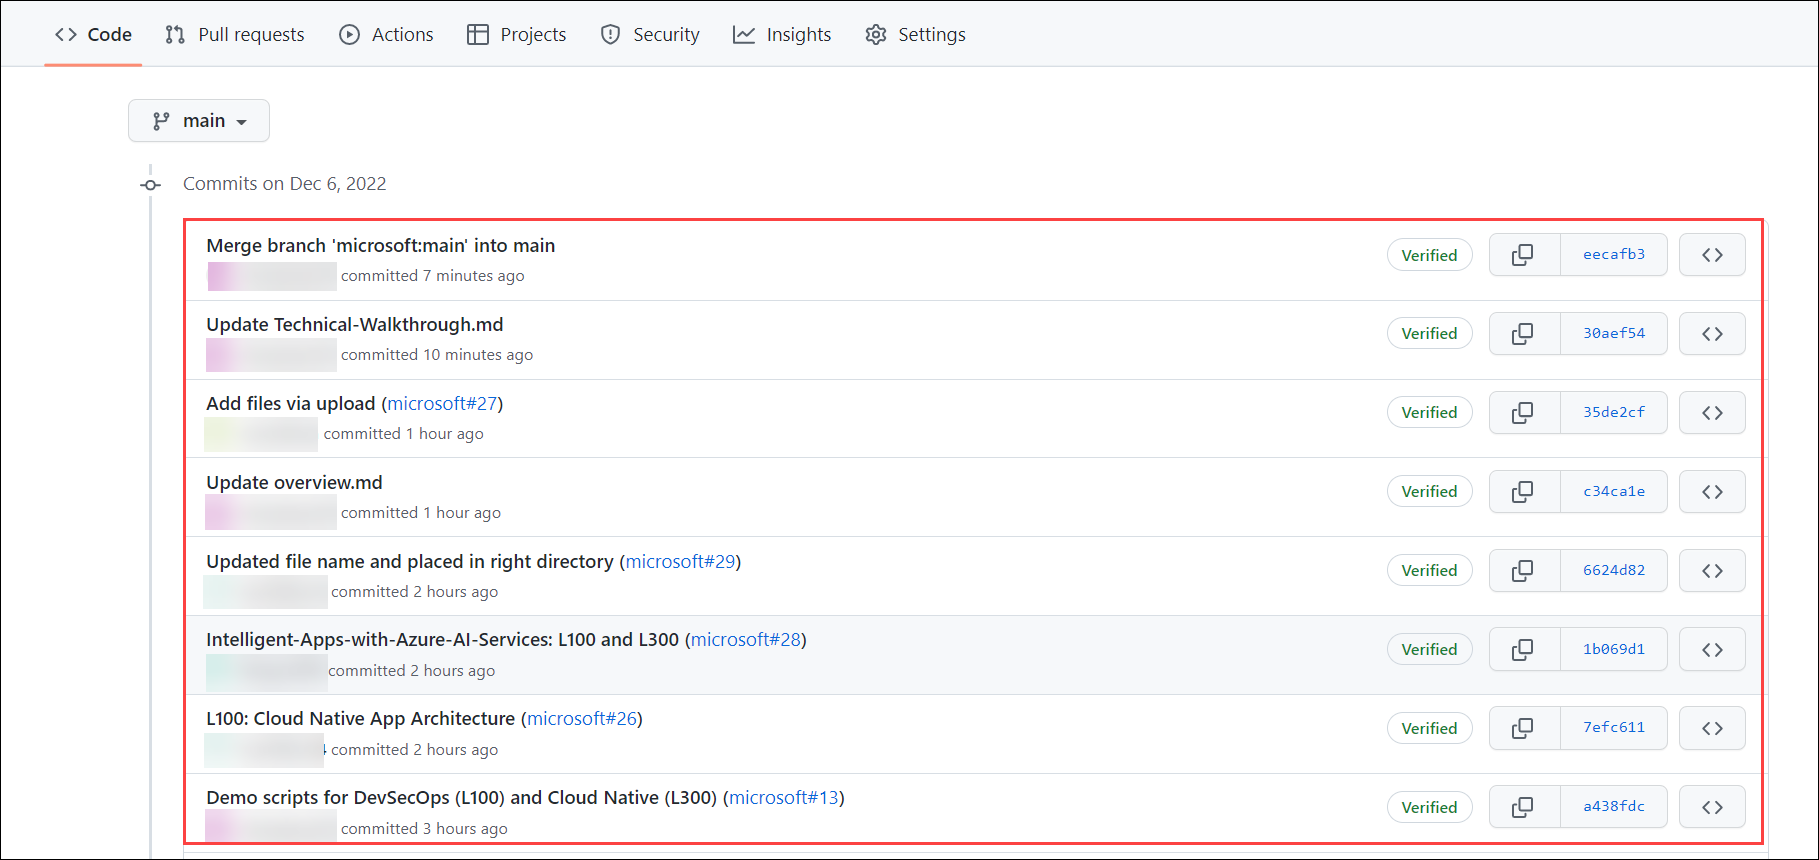 Code Pull requests Actions Projects Security Insights Settings
main
Commits on Dec 6, 2022
Merge branch 'microsoft:main' into main
committed 7 minutes ago
Verified eecafb3
Update Technical-Walkthrough.md
committed 10 minutes ago
Verified 30aef54
Add files via upload (microsoft#27)
committed 1 hour ago
Verified 35de2cf
Update overview.md
committed 1 hour ago
Verified c34ca1e
Updated file name and placed in right directory (microsoft#29)
committed 2 hours ago
Verified 6624d82
Intelligent-Apps-with-Azure-AI-Services: L100 and L300 (microsoft#28)
committed 2 hours ago
Verified 1b069d1
L100: Cloud Native App Architecture (microsoft#26)
committed 2 hours ago
Verified 7efc611
Demo scripts for DevSecOps (L100) and Cloud Native (L300) (microsoft#13)
committed 3 hours ago
Verified a438fdc